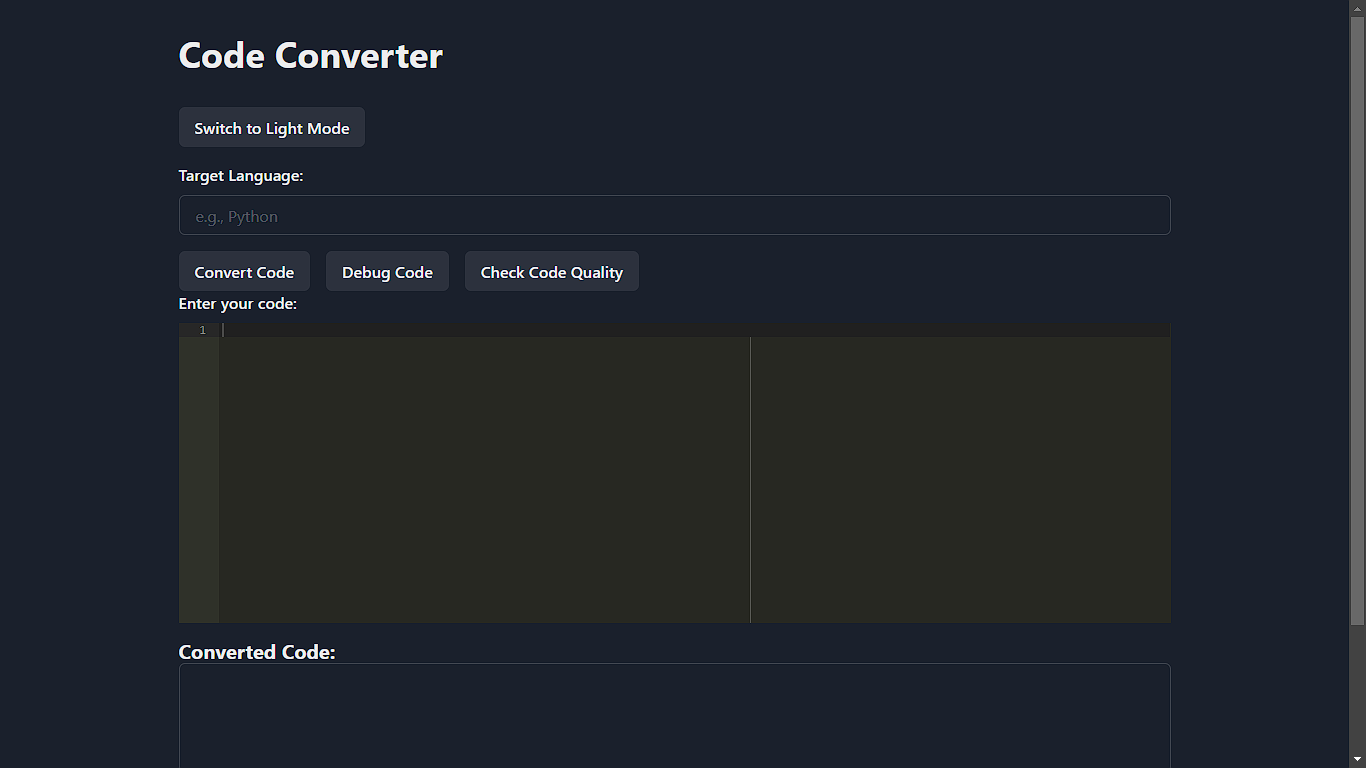 Code Converter
Switch to Light Mode
Target Language:
e.g., Python
Convert Code Debug Code Check Code Quality
Enter your code:
1
Converted Code: